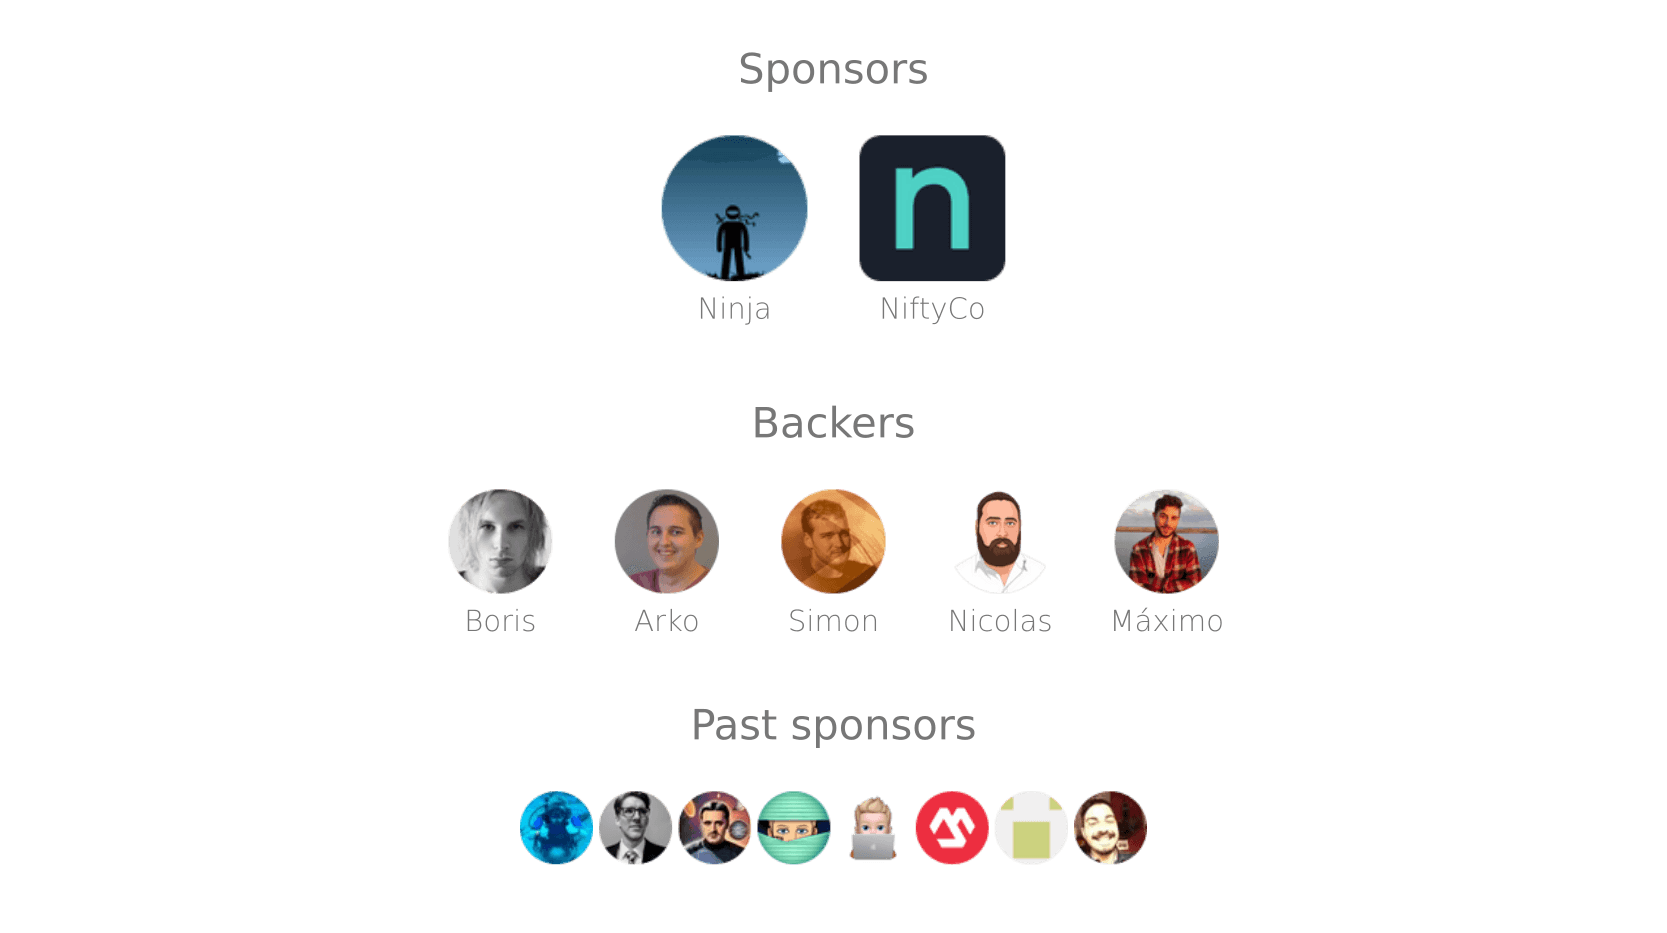 Sponsors
n
Ninja NiftyCo
Backers
Boris Arko Simon Nicolas Máximo
Past sponsors